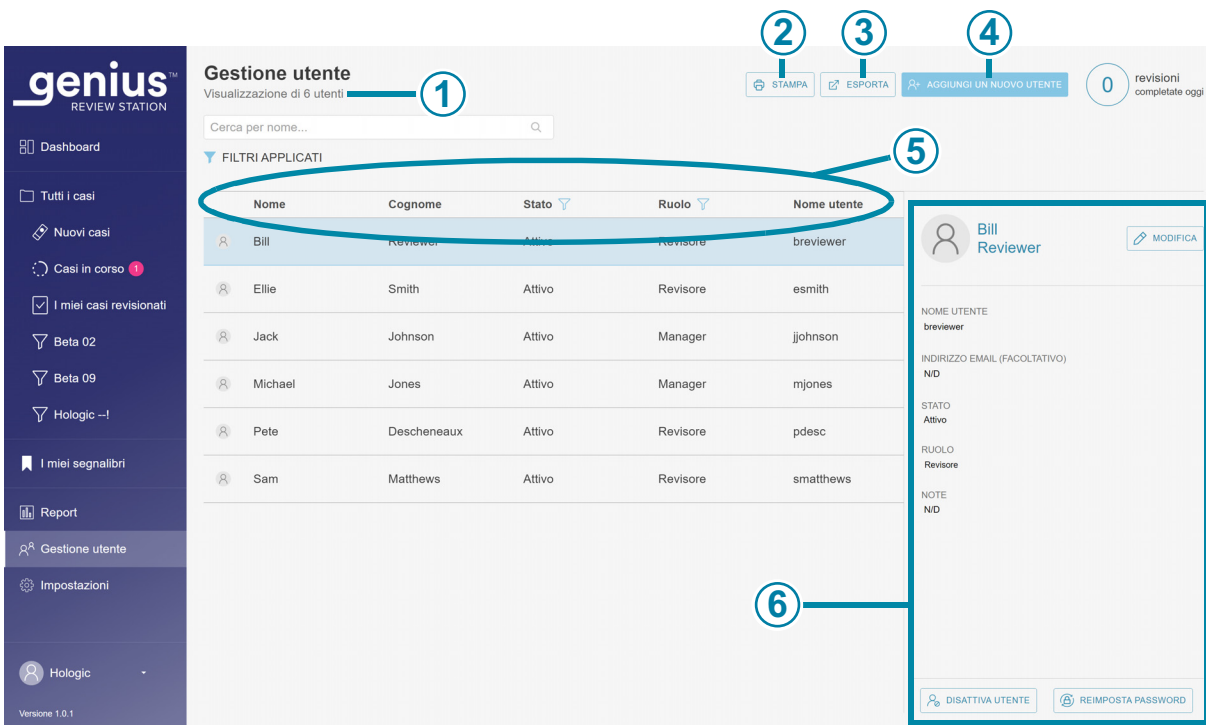 genius™
REVIEW STATION
Dashboard
Tutti i casi
Nuovi casi
Casi in corso 1
I miei casi revisionati
Beta 02
Beta 09
Hologic --!
I miei segnalibri
Report
Gestione utente
Impostazioni
Hologic
Versione 1.0.1
2
3
4
Gestione utente
Visualizzazione di 6 utenti
1
STAMPA
ESPORTA
AGGIUNGI UN NUOVO UTENTE
0
revisioni
completate oggi
Cerca per nome...
FILTRI APPLICATI
5
Nome Cognome Stato Ruolo Nome utente
Bill Reviewer Attivo Revisore breviewer
Ellie Smith Attivo Revisore esmith
Jack Johnson Attivo Manager jjohnson
Michael Jones Attivo Manager mjones
Pete Descheneaux Attivo Revisore pdesc
Sam Matthews Attivo Revisore smatthews
Bill
Reviewer
MODIFICA
NOME UTENTE
breviewer
INDIRIZZO EMAIL (FACOLTATIVO)
N/D
STATO
Attivo
RUOLO
Revisore
NOTE
N/D
6
DISATTIVA UTENTE
REIMPOSTA PASSWORD